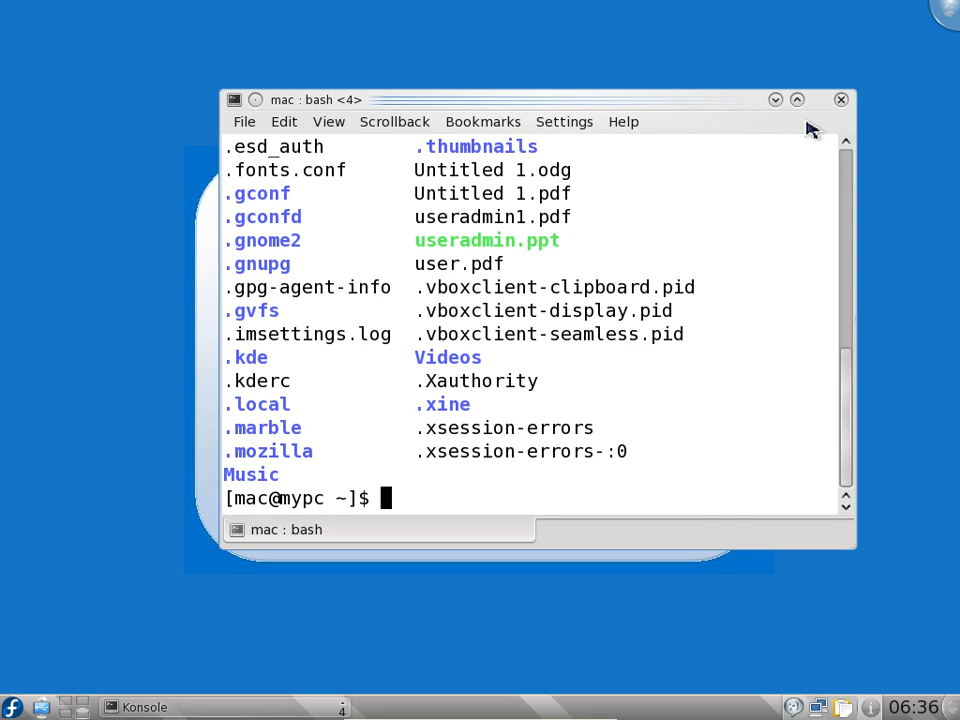 mac : bash <4>
File Edit View Scrollback Bookmarks Settings Help
.esd_auth .thumbnails
.fonts.conf Untitled 1.odg
.gconf Untitled 1.pdf
.gconfd useradmin1.pdf
.gnome2 useradmin.ppt
.gnupg user.pdf
.gpg-agent-info .vboxclient-clipboard.pid
.gvfs .vboxclient-display.pid
.imsettings.log .vboxclient-seamless.pid
.kde Videos
.kderc .Xauthority
.local .xine
.marble .xsession-errors
.mozilla .xsession-errors-:0
Music
[mac@mypc ~]$
mac : bash
Konsole 4 06:36